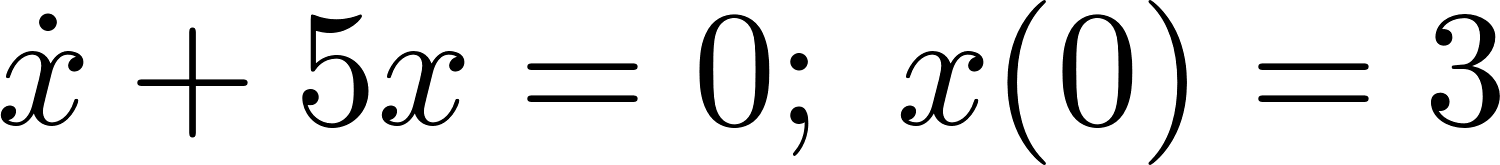 ẋ + 5x = 0; x(0) = 3